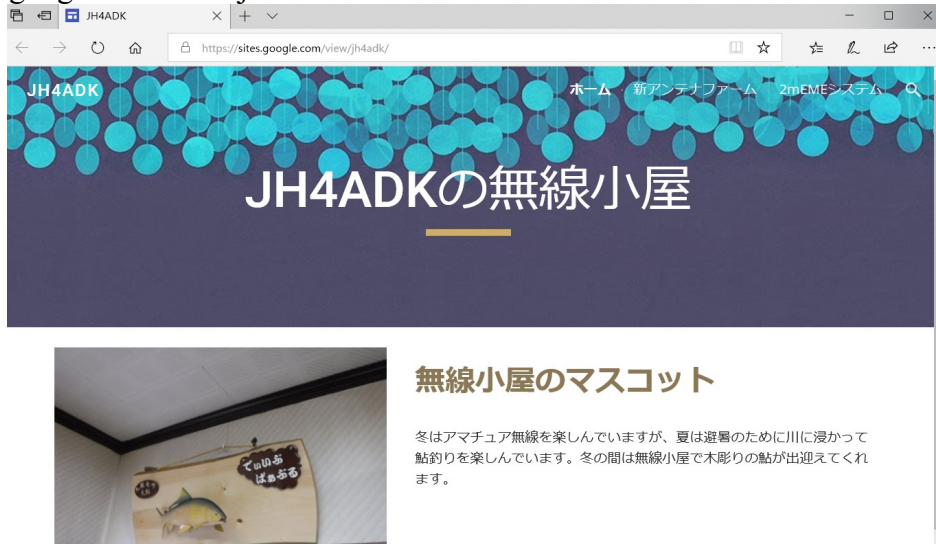 JH4ADK
https://sites.google.com/view/jh4adk/
JH4ADK
ホーム 新アンテナファーム 2mEMEシステム
JH4ADKの無線小屋
無線小屋のマスコット
冬はアマチュア無線を楽しんでいますが、夏は避暑のために川に浸かって
鮎釣りを楽しんでいます。冬の間は無線小屋で木彫りの鮎が出迎えてくれ
ます。
でぃいぷ
ぱあぷる